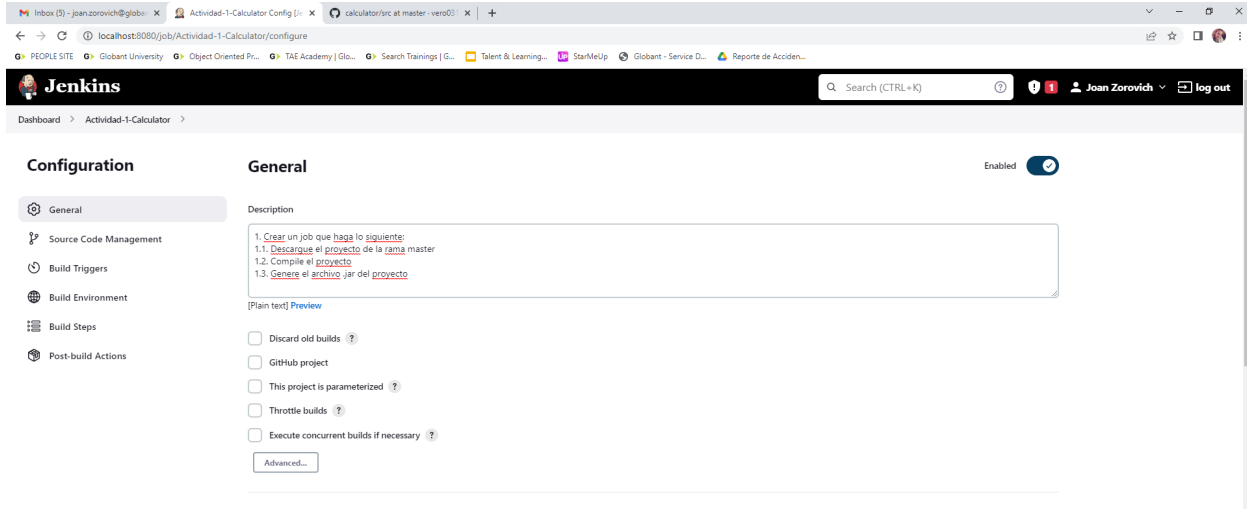 Inbox (5) - joan.zorovich@globan
Actividad-1-Calculator Config [Je
calculator/src at master · vero031
localhost:8080/job/Actividad-1-Calculator/configure
G> PEOPLE SITE G> Globant University G> Object Oriented Pr... G> TAE Academy | Glo... G> Search Trainings | G... Talent & Learning... Up StarMeUp Globant - Service D... Reporte de Acciden...
Jenkins
Search (CTRL+K)
1
Joan Zorovich
log out
Dashboard > Actividad-1-Calculator >
Configuration
General
Source Code Management
Build Triggers
Build Environment
Build Steps
Post-build Actions
General
Enabled
Description
1. Crear un job que haga lo siguiente:
1.1. Descargue el proyecto de la rama master
1.2. Compile el proyecto
1.3. Genere el archivo .jar del proyecto
[Plain text] Preview
Discard old builds ?
GitHub project
This project is parameterized ?
Throttle builds ?
Execute concurrent builds if necessary ?
Advanced...